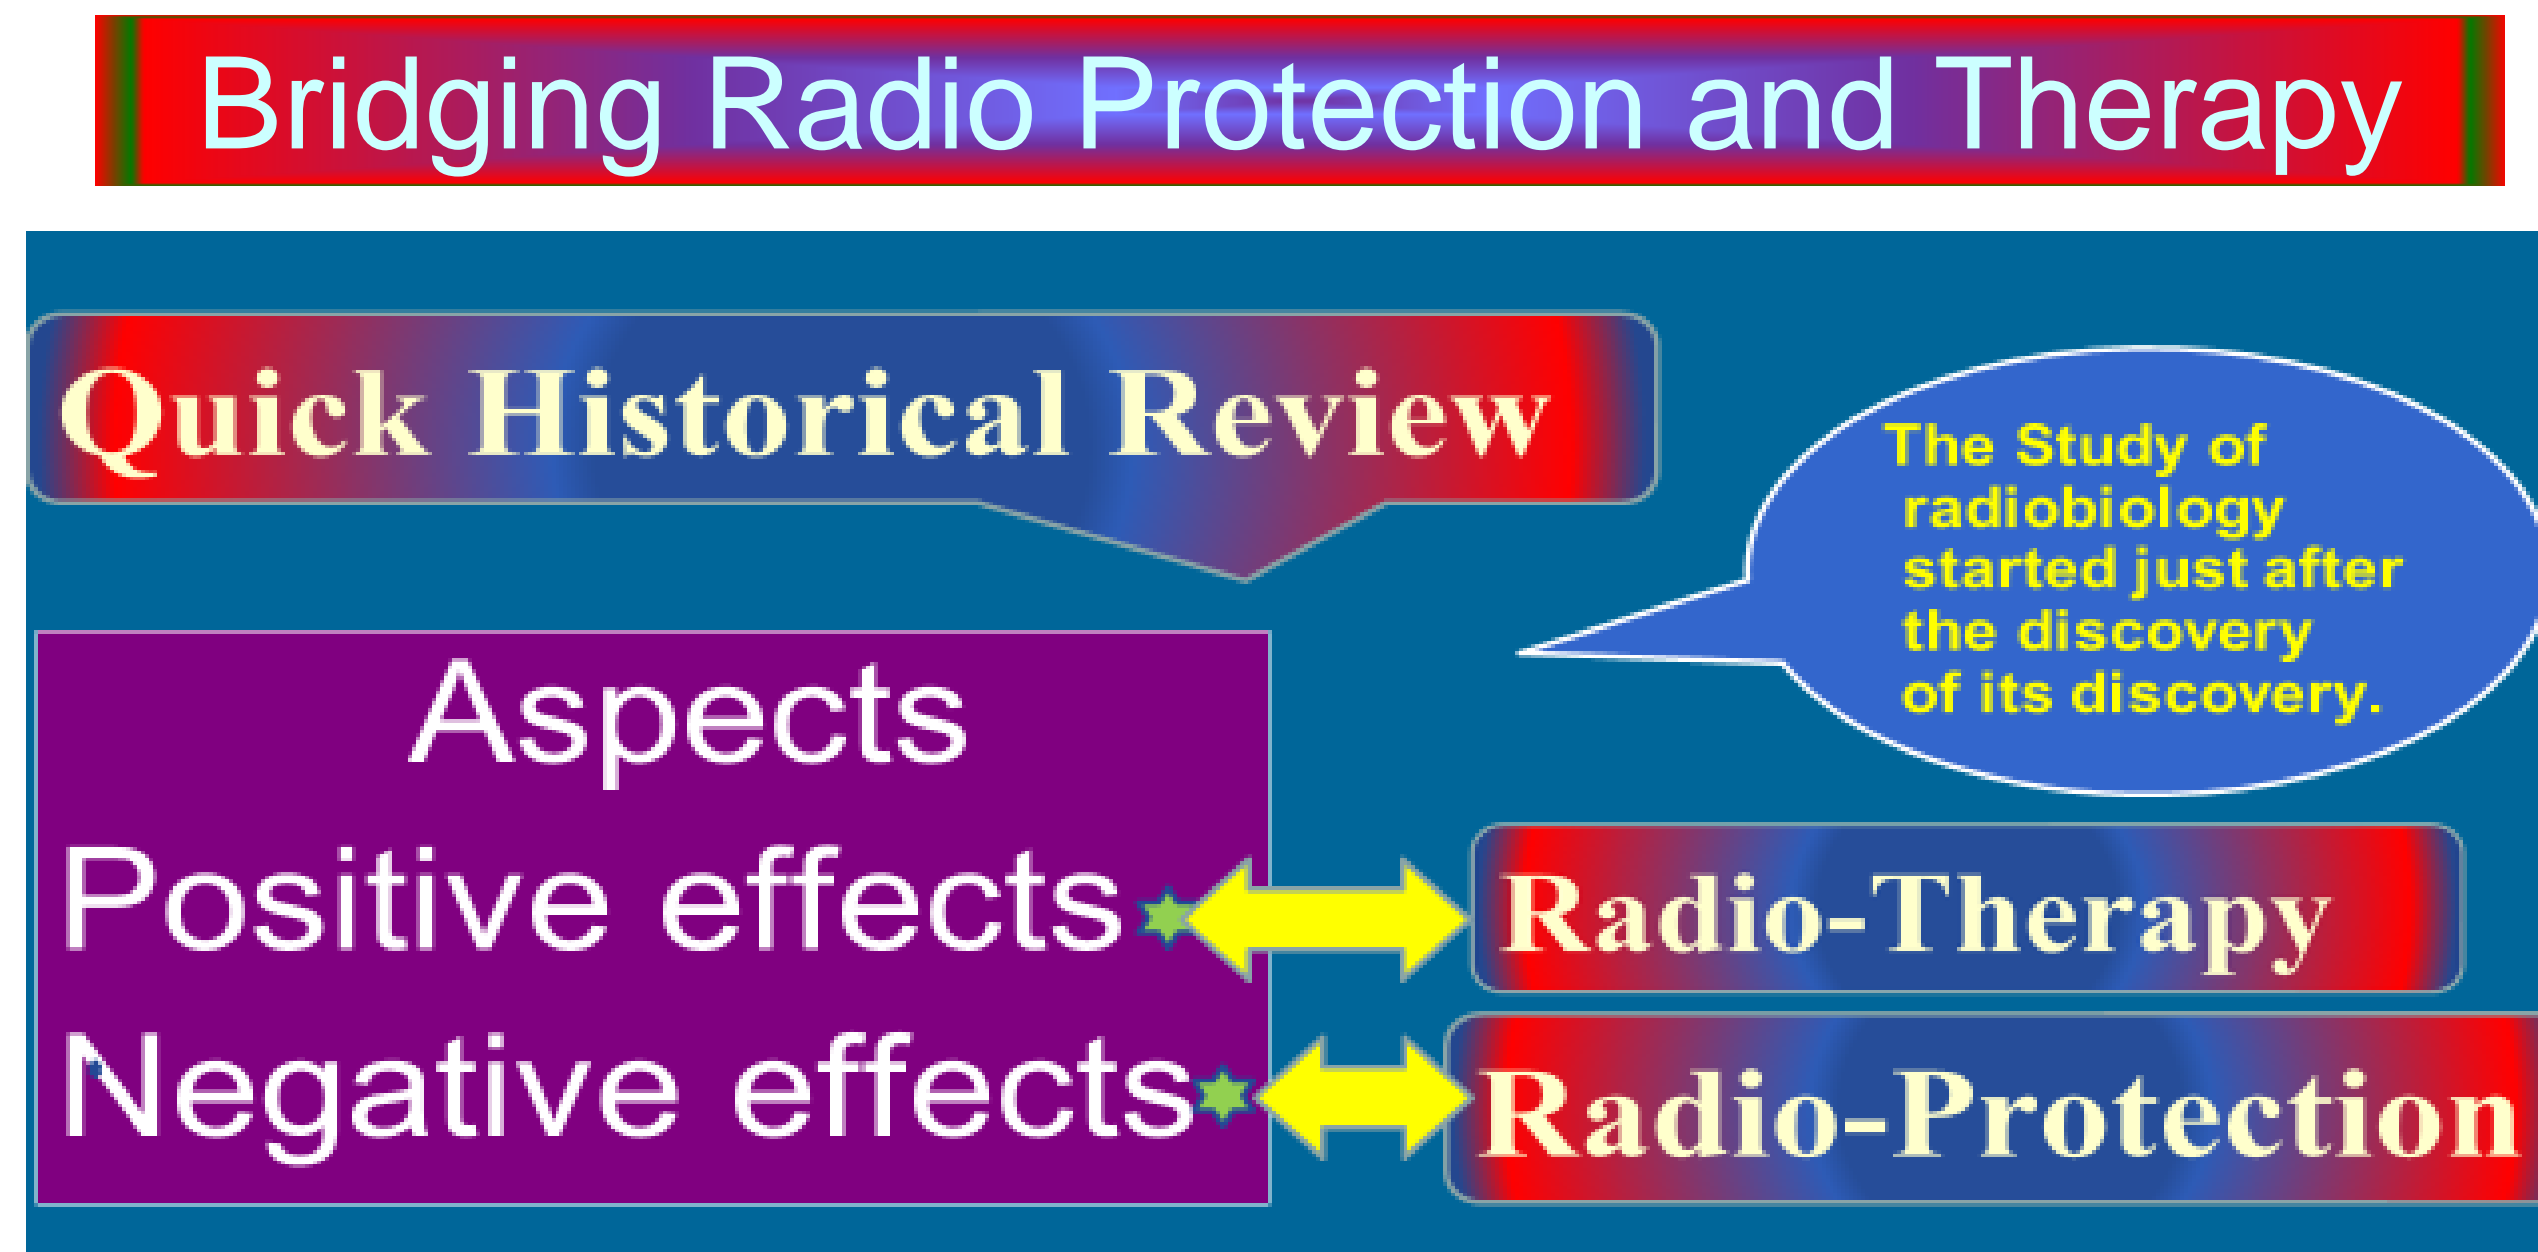 Bridging Radio Protection and Therapy
Quick Historical Review
The Study of
radiobiology
started just after
the discovery
of its discovery.
Aspects
Positive effects
Radio-Therapy
Negative effects
Radio-Protection